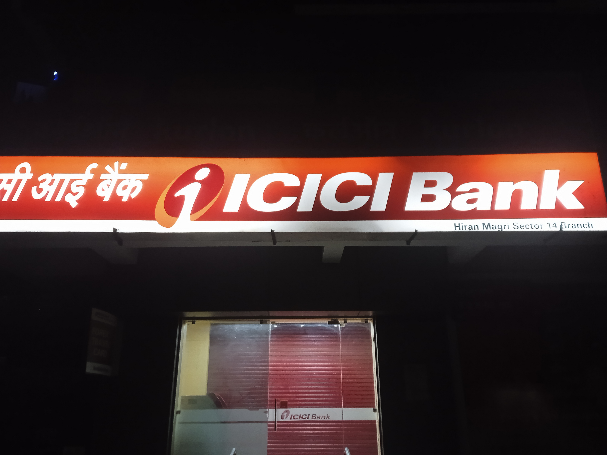 आई बैंक ICICI Bank
Hiran Magri Sector 14 Branch
ICICI Bank